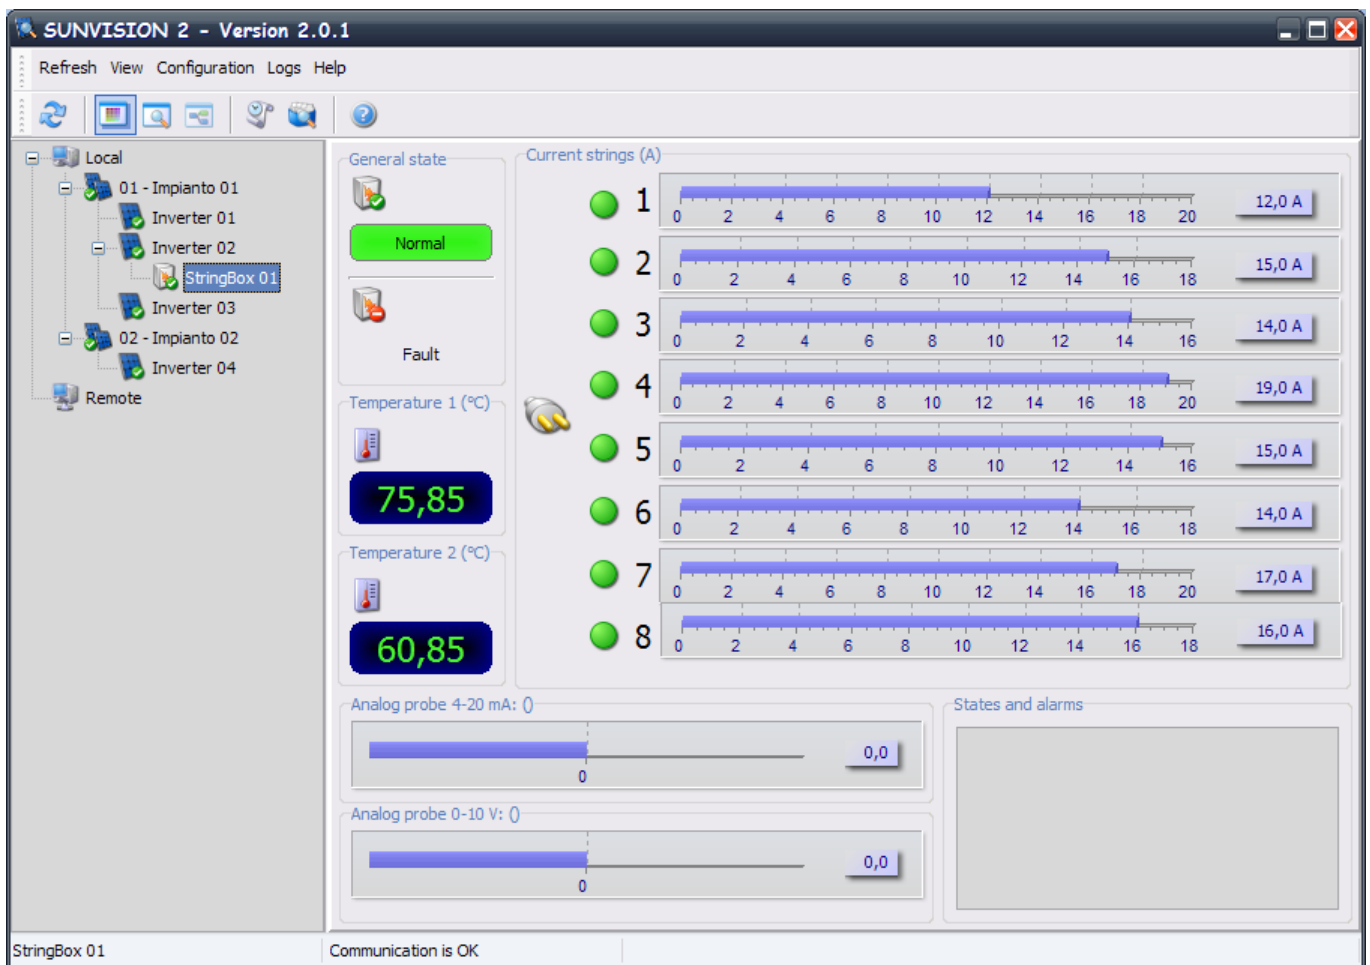 SUNVISION 2 - Version 2.0.1
Refresh View Configuration Logs Help
Local
01 - Impianto 01
Inverter 01
Inverter 02
StringBox 01
Inverter 03
02 - Impianto 02
Inverter 04
Remote
General state
Normal
Fault
Temperature 1 (°C)
75,85
Temperature 2 (°C)
60,85
Current strings (A)
1 12,0 A
0 2 4 6 8 10 12 14 16 18 20
2 15,0 A
0 2 4 6 8 10 12 14 16 18
3 14,0 A
0 2 4 6 8 10 12 14 16
4 19,0 A
0 2 4 6 8 10 12 14 16 18 20
5 15,0 A
0 2 4 6 8 10 12 14 16
6 14,0 A
0 2 4 6 8 10 12 14 16 18
7 17,0 A
0 2 4 6 8 10 12 14 16 18 20
8 16,0 A
0 2 4 6 8 10 12 14 16 18
Analog probe 4-20 mA: ()
0,0
0
Analog probe 0-10 V: ()
0,0
0
States and alarms
StringBox 01 Communication is OK